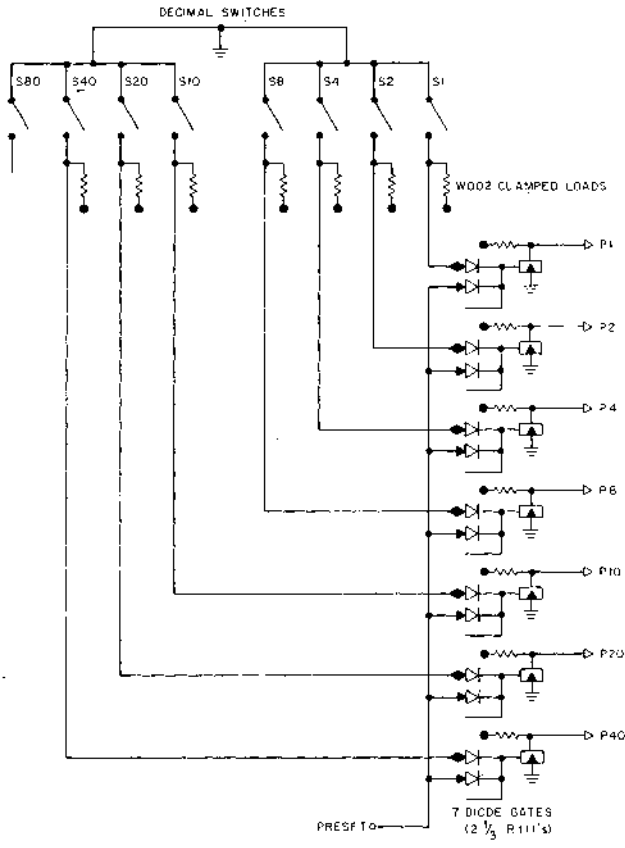 DECIMAL SWITCHES
S80 S40 S20 S10 S8 S4 S2 S1
W002 CLAMPED LOADS
P1
P2
P4
P8
P10
P20
P40
PRESET
7 DIODE GATES
(2 1/3 R111's)